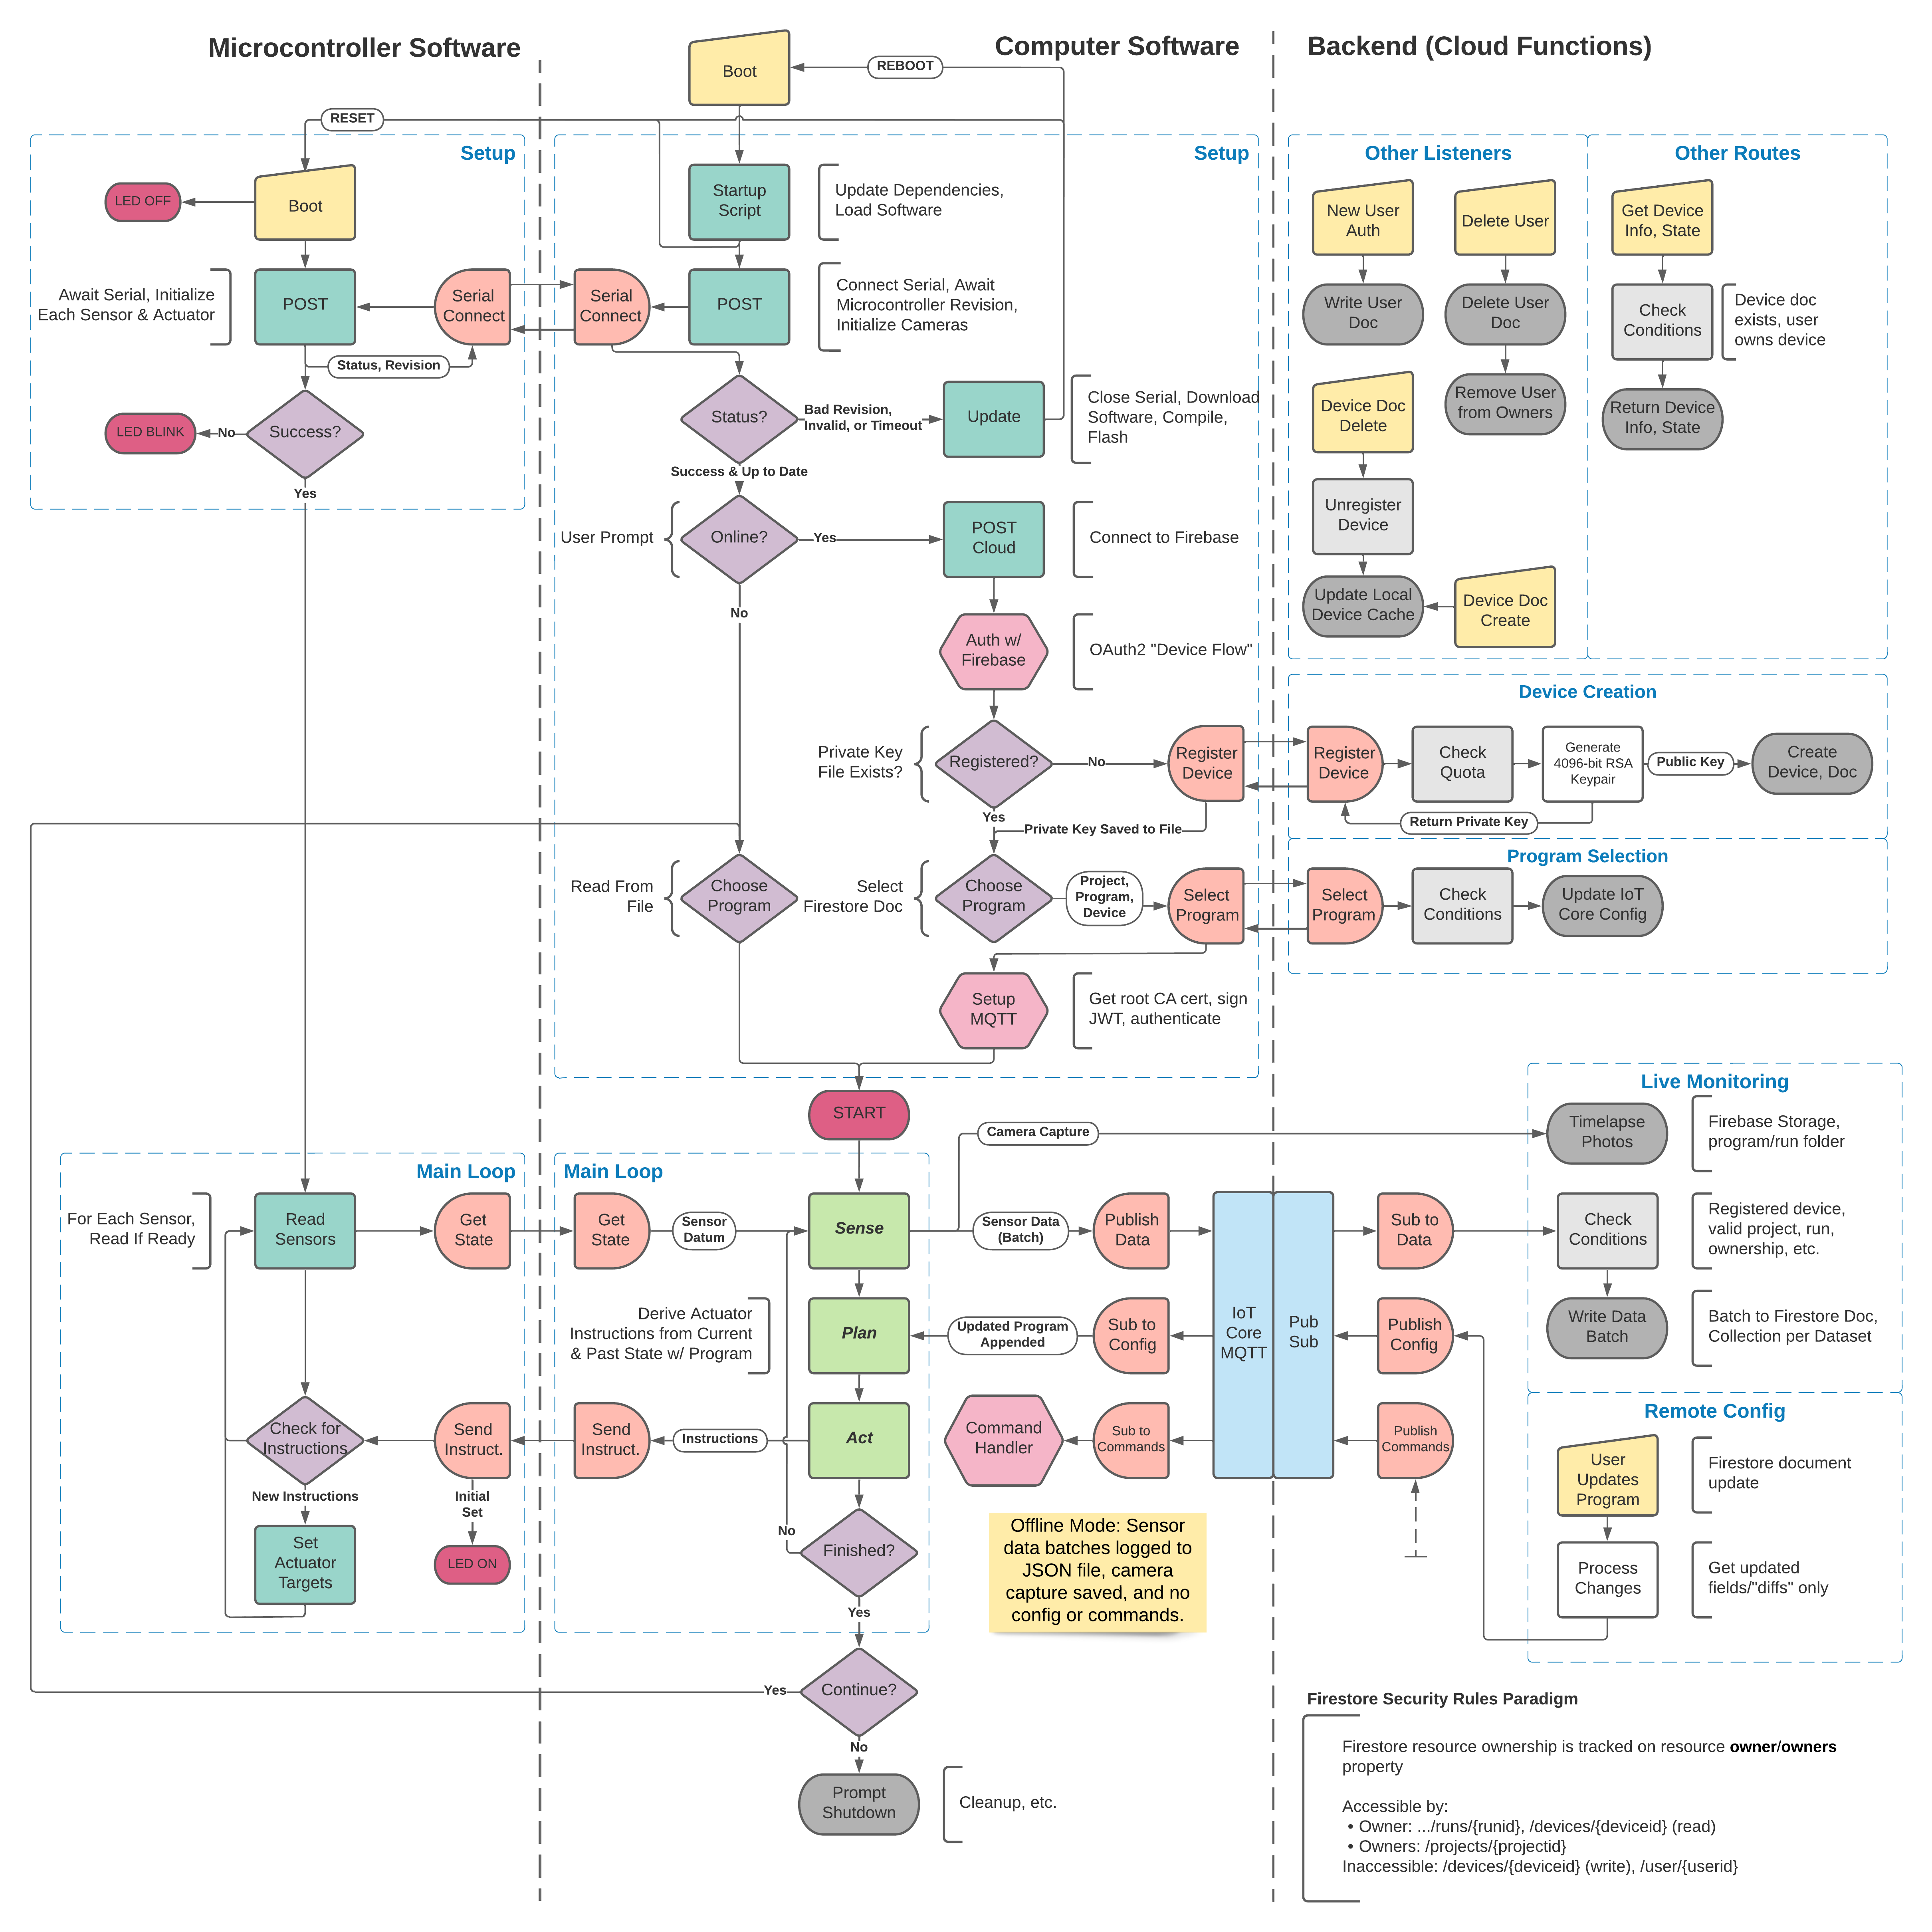 Microcontroller Software
Computer Software
Backend (Cloud Functions)
Boot
REBOOT
RESET
Setup
Boot
LED OFF
POST
Await Serial, Initialize
Each Sensor & Actuator
Serial
Connect
Status, Revision
Success?
No
LED BLINK
Yes
Setup
Startup
Script
Update Dependencies,
Load Software
Serial
Connect
POST
Connect Serial, Await
Microcontroller Revision,
Initialize Cameras
Status?
Bad Revision,
Invalid, or Timeout
Update
Close Serial, Download
Software, Compile,
Flash
Success & Up to Date
User Prompt
Online?
Yes
POST
Cloud
Connect to Firebase
No
Auth w/
Firebase
OAuth2 "Device Flow"
Private Key
File Exists?
Registered?
No
Register
Device
Yes
Private Key Saved to File
Read From
File
Choose
Program
Select
Firestore Doc
Choose
Program
Project,
Program,
Device
Select
Program
Setup
MQTT
Get root CA cert, sign
JWT, authenticate
Other Listeners
New User
Auth
Delete User
Write User
Doc
Delete User
Doc
Device Doc
Delete
Remove User
from Owners
Unregister
Device
Update Local
Device Cache
Device Doc
Create
Other Routes
Get Device
Info, State
Check
Conditions
Device doc
exists, user
owns device
Return Device
Info, State
Device Creation
Register
Device
Check
Quota
Generate
4096-bit RSA
Keypair
Public Key
Create
Device, Doc
Return Private Key
Program Selection
Select
Program
Check
Conditions
Update IoT
Core Config
START
Main Loop
For Each Sensor,
Read If Ready
Read
Sensors
Get
State
Check for
Instructions
Send
Instruct.
New Instructions
Initial
Set
Set
Actuator
Targets
LED ON
Main Loop
Get
State
Sensor
Datum
Sense
Derive Actuator
Instructions from Current
& Past State w/ Program
Plan
Send
Instruct.
Instructions
Act
No
Finished?
Yes
Yes
Continue?
No
Prompt
Shutdown
Cleanup, etc.
Camera Capture
Sensor Data
(Batch)
Publish
Data
Updated Program
Appended
Sub to
Config
Command
Handler
Sub to
Commands
IoT
Core
MQTT
Pub
Sub
Sub to
Data
Publish
Config
Publish
Commands
Offline Mode: Sensor
data batches logged to
JSON file, camera
capture saved, and no
config or commands.
Live Monitoring
Timelapse
Photos
Firebase Storage,
program/run folder
Check
Conditions
Registered device,
valid project, run,
ownership, etc.
Write Data
Batch
Batch to Firestore Doc,
Collection per Dataset
Remote Config
User
Updates
Program
Firestore document
update
Process
Changes
Get updated
fields/"diffs" only
Firestore Security Rules Paradigm
Firestore resource ownership is tracked on resource owner/owners
property
Accessible by:
• Owner: .../runs/{runid}, /devices/{deviceid} (read)
• Owners: /projects/{projectid}
Inaccessible: /devices/{deviceid} (write), /user/{userid}